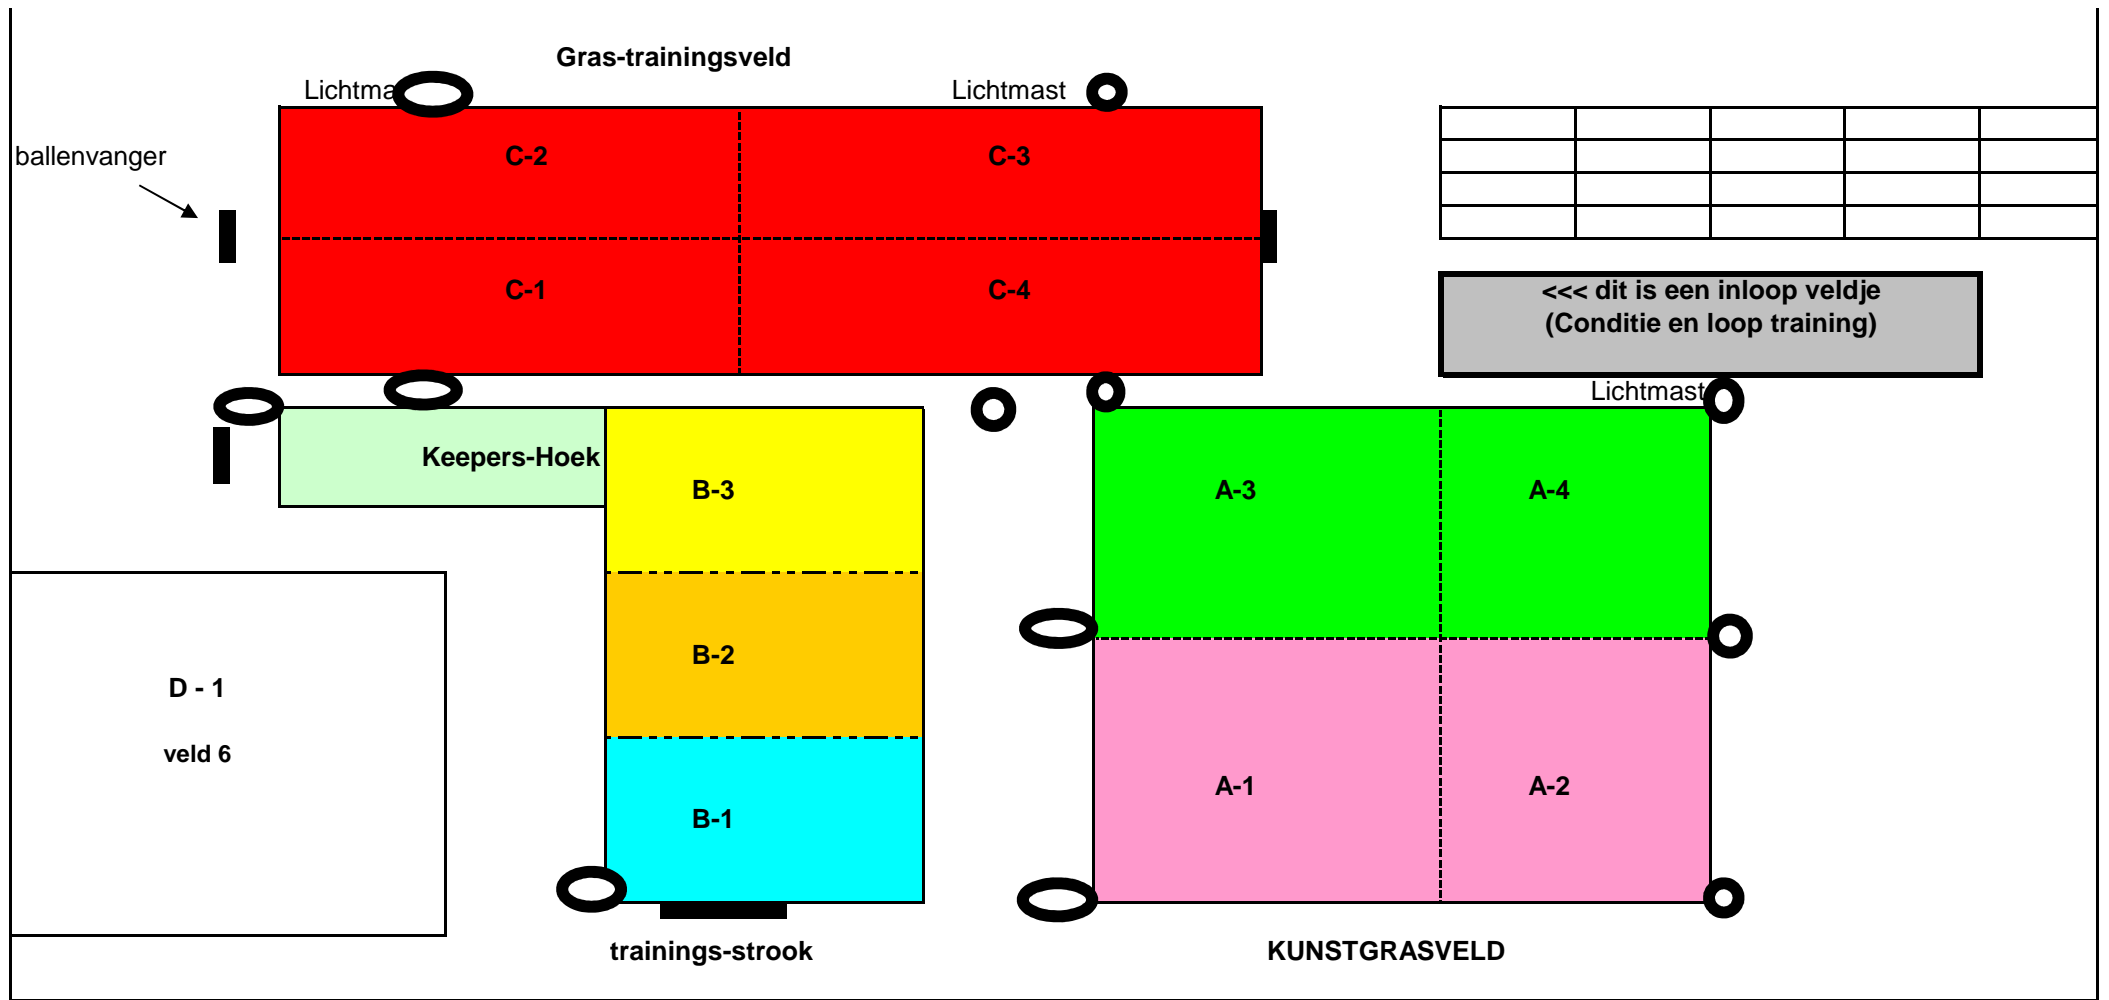 Gras-trainingsveld
Lichtma
Lichtmast
ballenvanger
C-2
C-3
C-1
C-4
<<< dit is een inloop veldje
(Conditie en loop training)
Lichtmast
Keepers-Hoek
B-3
A-3
A-4
B-2
D - 1
veld 6
A-1
A-2
B-1
trainings-strook
KUNSTGRASVELD